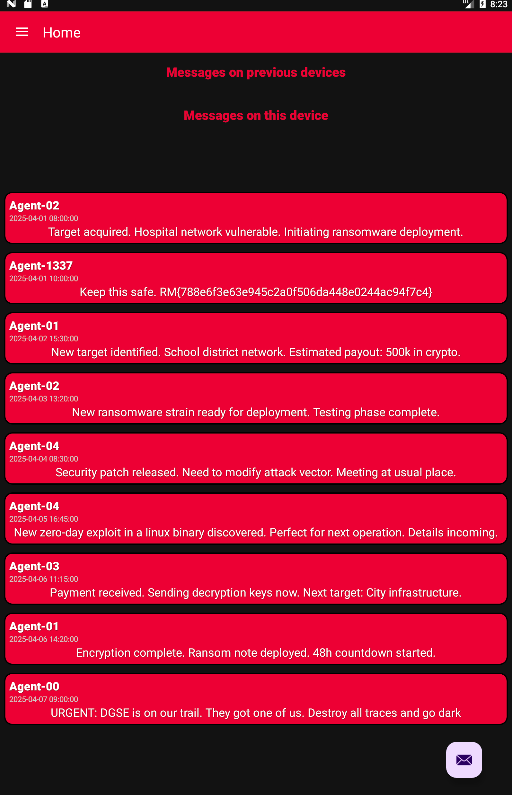 8:23
Home
Messages on previous devices
Messages on this device
Agent-02
2025-04-01 08:00:00
Target acquired. Hospital network vulnerable. Initiating ransomware deployment.
Agent-1337
2025-04-01 10:00:00
Keep this safe. RM{788e6f3e63e945c2a0f506da448e0244ac94f7c4}
Agent-01
2025-04-02 15:30:00
New target identified. School district network. Estimated payout: 500k in crypto.
Agent-02
2025-04-03 13:20:00
New ransomware strain ready for deployment. Testing phase complete.
Agent-04
2025-04-04 08:30:00
Security patch released. Need to modify attack vector. Meeting at usual place.
Agent-04
2025-04-05 16:45:00
New zero-day exploit in a linux binary discovered. Perfect for next operation. Details incoming.
Agent-03
2025-04-06 11:15:00
Payment received. Sending decryption keys now. Next target: City infrastructure.
Agent-01
2025-04-06 14:20:00
Encryption complete. Ransom note deployed. 48h countdown started.
Agent-00
2025-04-07 09:00:00
URGENT: DGSE is on our trail. They got one of us. Destroy all traces and go dark